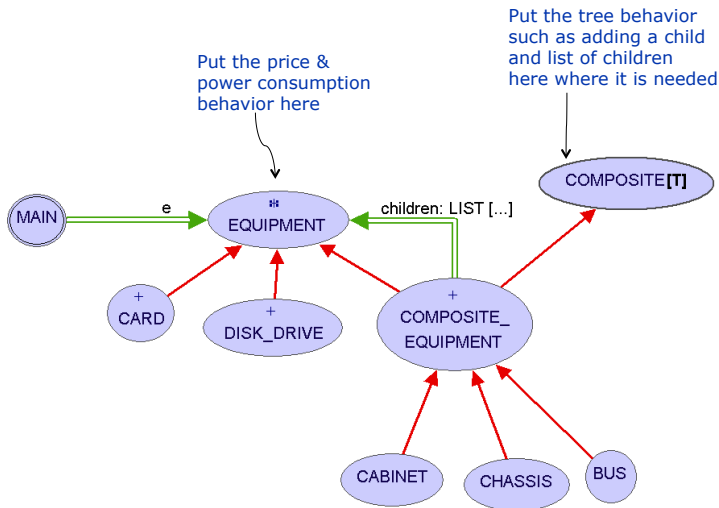 Put the tree behavior
such as adding a child
and list of children
here where it is needed
Put the price &
power consumption
behavior here
COMPOSITE[T]
MAIN
e
*
EQUIPMENT
children: LIST [...]
+
CARD
+
DISK_DRIVE
+
COMPOSITE_
EQUIPMENT
CABINET
CHASSIS
BUS